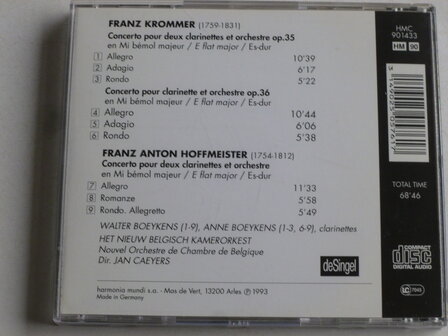 FRANZ KROMMER (1759-1831)
Concerto pour deux clarinettes et orchestre op.35
en Mi bémol majeur / E flat major / Es-dur
1 Allegro 10'39
2 Adagio 6'17
3 Rondo 5'22
Concerto pour clarinette et orchestre op.36
en Mi bémol majeur / E flat major / Es-dur
4 Allegro 10'44
5 Adagio 6'06
6 Rondo 5'38
FRANZ ANTON HOFFMEISTER (1754-1812)
Concerto pour deux clarinettes et orchestre
en Mi bémol majeur / E flat major / Es-dur
7 Allegro 11'33
8 Romanze 5'58
9 Rondo. Allegretto 5'49
WALTER BOEYKENS (1-9), ANNE BOEYKENS (1-3, 6-9), clarinettes
HET NIEUW BELGISCH KAMERORKEST
Nouvel Orchestre de Chambre de Belgique
Dir. JAN CAEYERS
deSingel
harmonia mundi s.a. - Mas de Vert, 13200 Arles Ⓟ 1993
Made in Germany
HMC
901433
HM 90
TOTAL TIME
68'46
COMPACT
disc
DIGITAL AUDIO
LC 7045